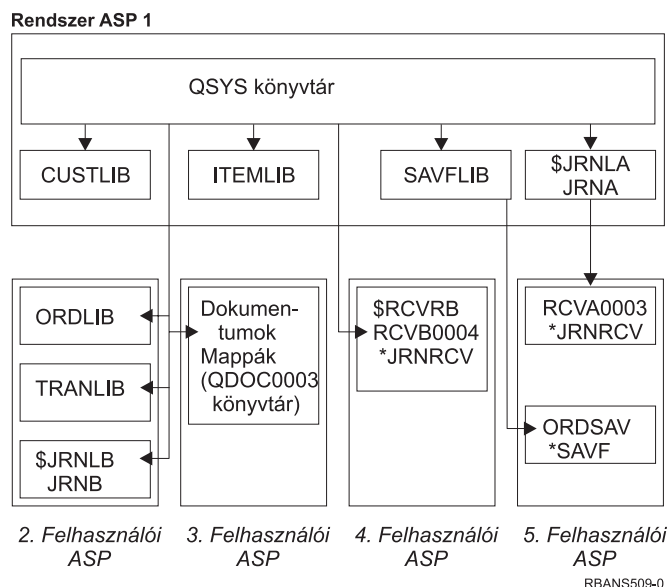 Rendszer ASP 1
QSYS könyvtár
CUSTLIB
ITEMLIB
SAVFLIB
$JRNLA
JRNA
ORDLIB
TRANLIB
$JRNLB
JRNB
Dokumen-
tumok
Mappák
(QDOC0003
könyvtár)
$RCVRB
RCVB0004
*JRNRCV
RCVA0003
*JRNRCV
ORDSAV
*SAVF
2. Felhasználói
ASP
3. Felhasználói
ASP
4. Felhasználói
ASP
5. Felhasználói
ASP
RBANS509-0